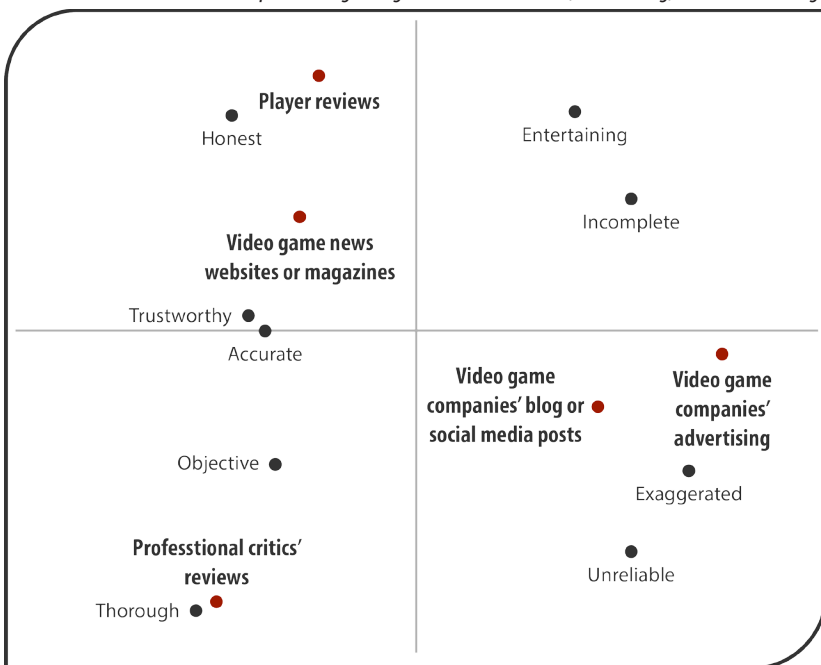 Player reviews
Honest
Entertaining
Incomplete
Video game news
websites or magazines
Trustworthy
Accurate
Video game
companies’ blog or
social media posts
Video game
companies’
advertising
Objective
Exaggerated
Professtional critics’
reviews
Unreliable
Thorough